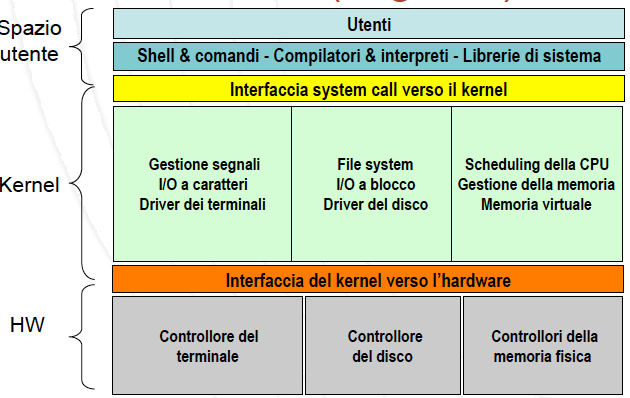 Spazio
utente
Utenti
Shell & comandi - Compilatori & interpreti - Librerie di sistema
Interfaccia system call verso il kernel
Kernel
Gestione segnali
I/O a caratteri
Driver dei terminali
File system
I/O a blocco
Driver del disco
Scheduling della CPU
Gestione della memoria
Memoria virtuale
Interfaccia del kernel verso l'hardware
HW
Controllore del
terminale
Controllore
del disco
Controllori della
memoria fisica